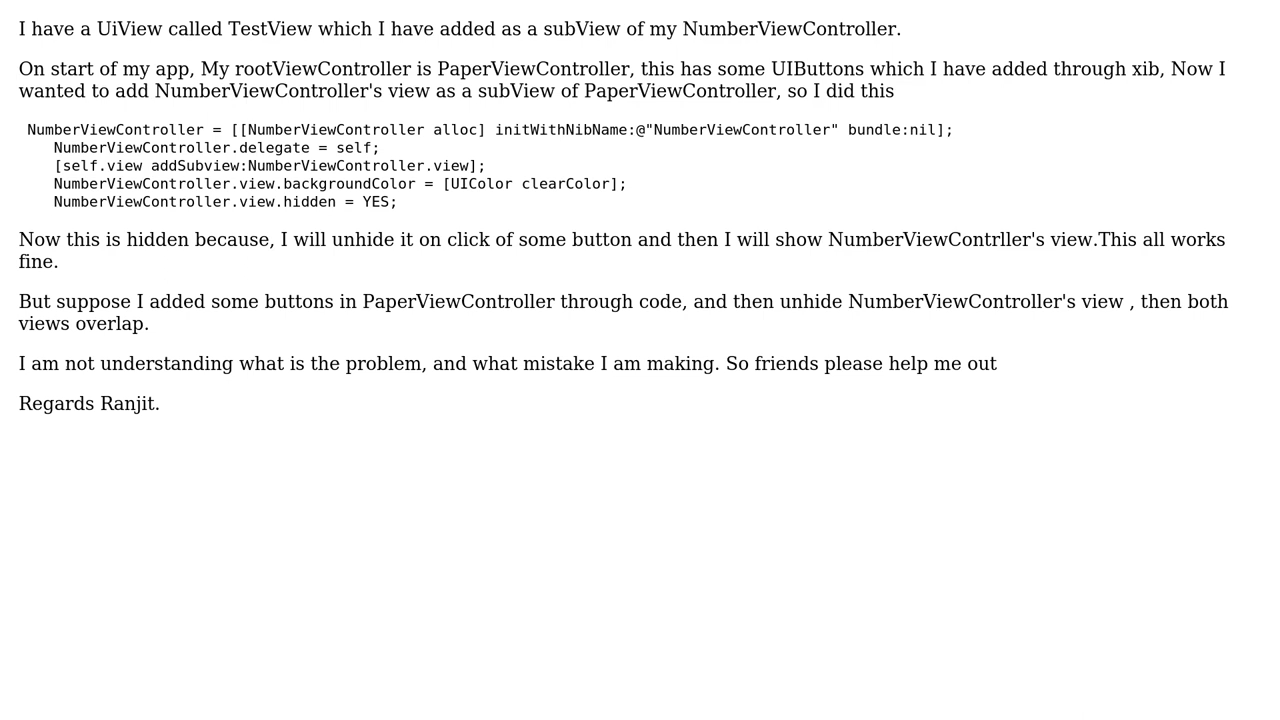 I have a UiView called TestView which I have added as a subView of my NumberViewController.
On start of my app, My rootViewController is PaperViewController, this has some UIButtons which I have added through xib, Now I
wanted to add NumberViewController's view as a subView of PaperViewController, so I did this
NumberViewController = [[NumberViewController alloc] initWithNibName:@"NumberViewController" bundle:nil];
    NumberViewController.delegate = self;
    [self.view addSubview:NumberViewController.view];
    NumberViewController.view.backgroundColor = [UIColor clearColor];
    NumberViewController.view.hidden = YES;
Now this is hidden because, I will unhide it on click of some button and then I will show NumberViewContrller's view.This all works
fine.
But suppose I added some buttons in PaperViewController through code, and then unhide NumberViewController's view , then both
views overlap.
I am not understanding what is the problem, and what mistake I am making. So friends please help me out
Regards Ranjit.